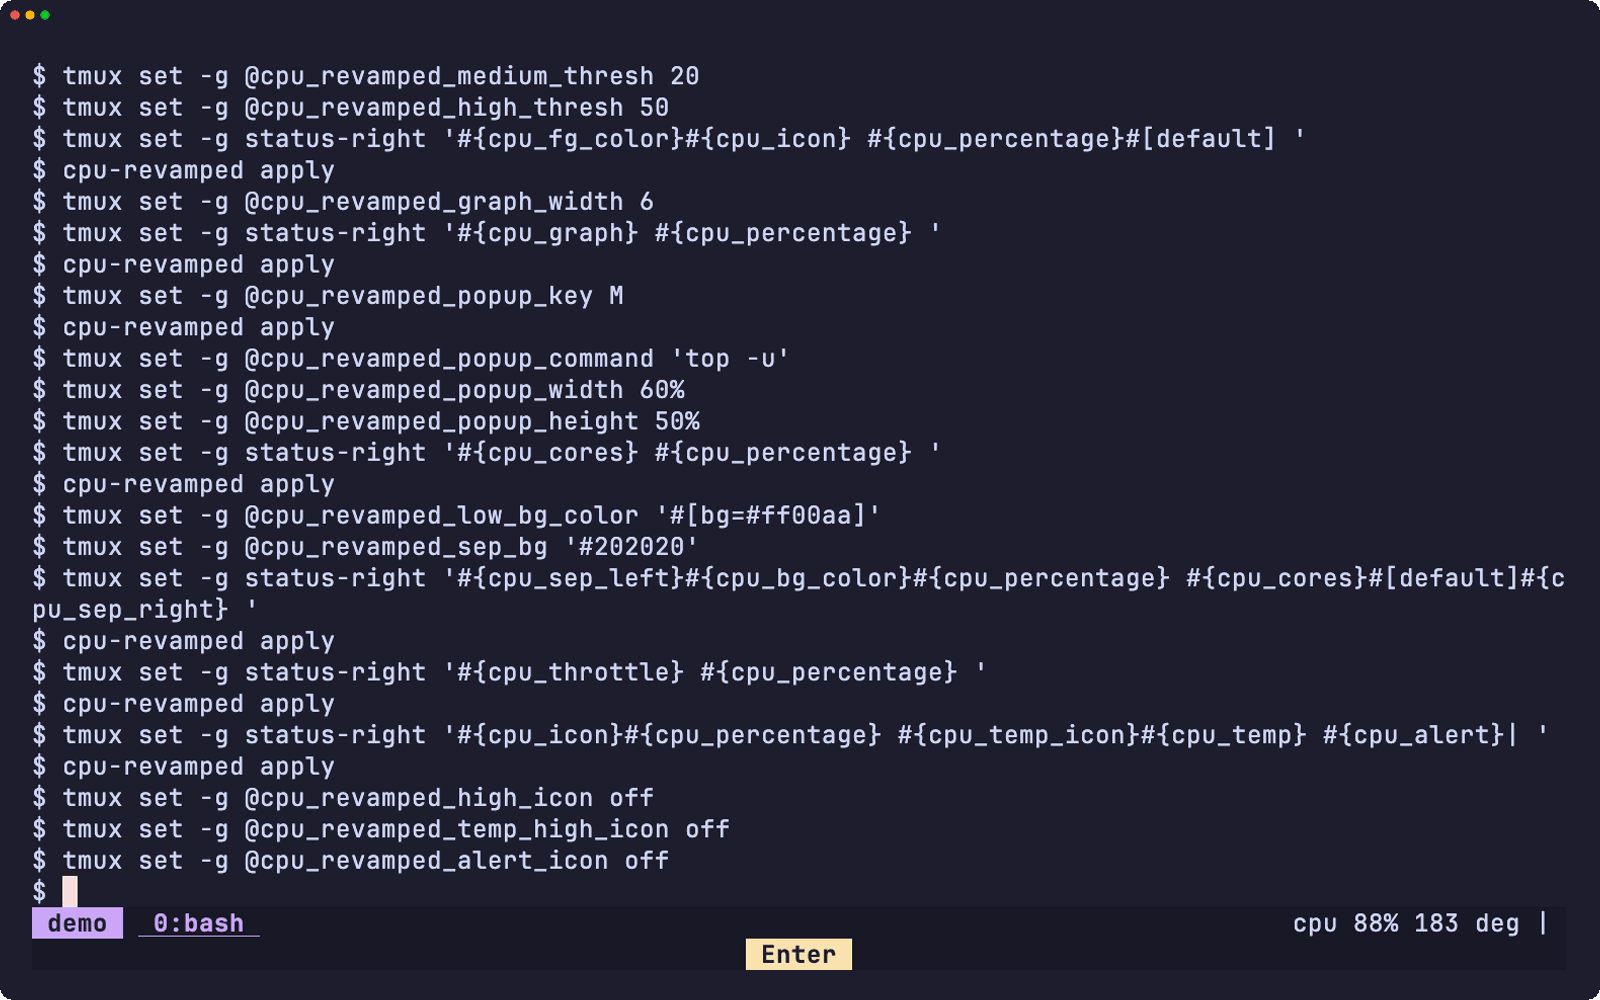 $ tmux set -g @cpu_revamped_medium_thresh 20
$ tmux set -g @cpu_revamped_high_thresh 50
$ tmux set -g status-right '#{cpu_fg_color}#{cpu_icon} #{cpu_percentage}#[default] '
$ cpu-revamped apply
$ tmux set -g @cpu_revamped_graph_width 6
$ tmux set -g status-right '#{cpu_graph} #{cpu_percentage} '
$ cpu-revamped apply
$ tmux set -g @cpu_revamped_popup_key M
$ cpu-revamped apply
$ tmux set -g @cpu_revamped_popup_command 'top -u'
$ tmux set -g @cpu_revamped_popup_width 60%
$ tmux set -g @cpu_revamped_popup_height 50%
$ tmux set -g status-right '#{cpu_cores} #{cpu_percentage} '
$ cpu-revamped apply
$ tmux set -g @cpu_revamped_low_bg_color '#[bg=#ff00aa]'
$ tmux set -g @cpu_revamped_sep_bg '#202020'
$ tmux set -g status-right '#{cpu_sep_left}#{cpu_bg_color}#{cpu_percentage} #{cpu_cores}#[default]#{c
pu_sep_right} '
$ cpu-revamped apply
$ tmux set -g status-right '#{cpu_throttle} #{cpu_percentage} '
$ cpu-revamped apply
$ tmux set -g status-right '#{cpu_icon}#{cpu_percentage} #{cpu_temp_icon}#{cpu_temp} #{cpu_alert}| '
$ cpu-revamped apply
$ tmux set -g @cpu_revamped_high_icon off
$ tmux set -g @cpu_revamped_temp_high_icon off
$ tmux set -g @cpu_revamped_alert_icon off
$
demo 0:bash cpu 88% 183 deg |
Enter